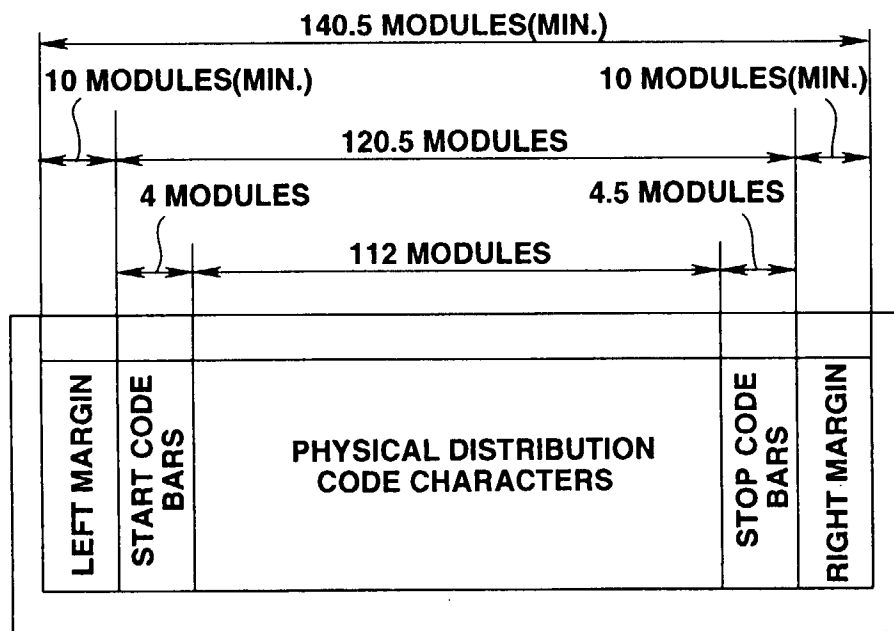 140.5 MODULES(MIN.)
10 MODULES(MIN.)
10 MODULES(MIN.)
120.5 MODULES
4 MODULES
4.5 MODULES
112 MODULES
LEFT MARGIN
START CODE
BARS
PHYSICAL DISTRIBUTION
CODE CHARACTERS
STOP CODE
BARS
RIGHT MARGIN